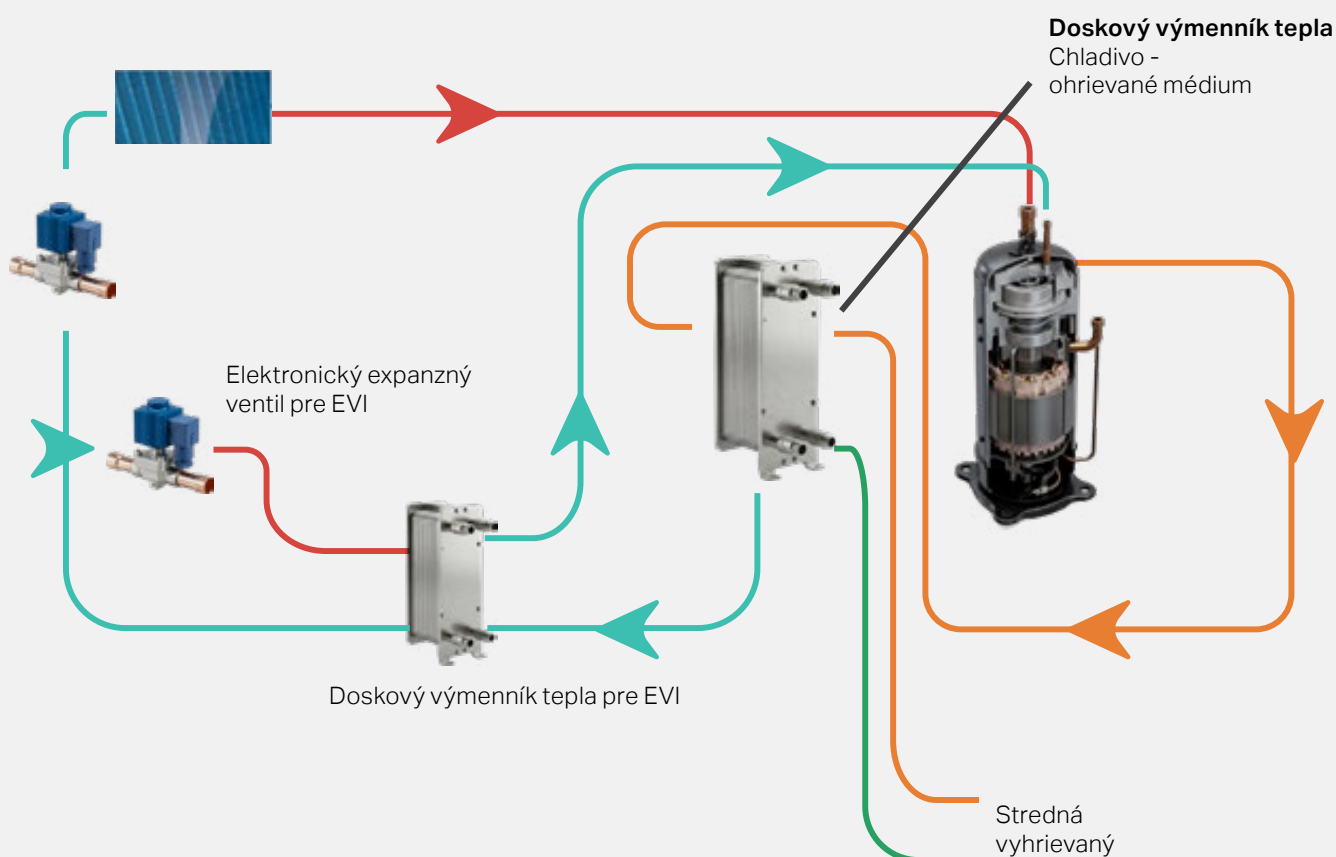 Doskový výmenník tepla
Chladivo -
ohrievané médium
Elektronický expanzný
ventil pre EVI
Doskový výmenník tepla pre EVI
Stredná
vyhrievaný